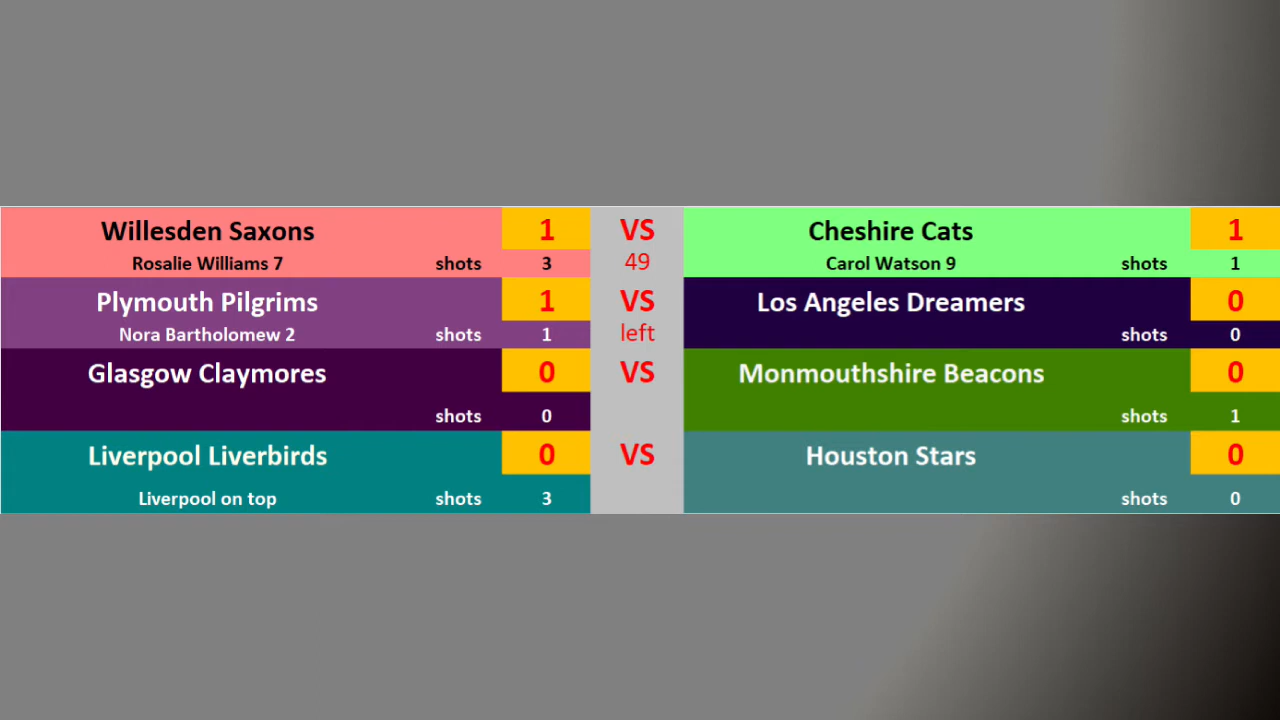 Willesden Saxons 1 VS Cheshire Cats 1
Rosalie Williams 7 shots 3 49 Carol Watson 9 shots 1
Plymouth Pilgrims 1 VS Los Angeles Dreamers 0
Nora Bartholomew 2 shots 1 left shots 0
Glasgow Claymores 0 VS Monmouthshire Beacons 0
shots 0 shots 1
Liverpool Liverbirds 0 VS Houston Stars 0
Liverpool on top shots 3 shots 0